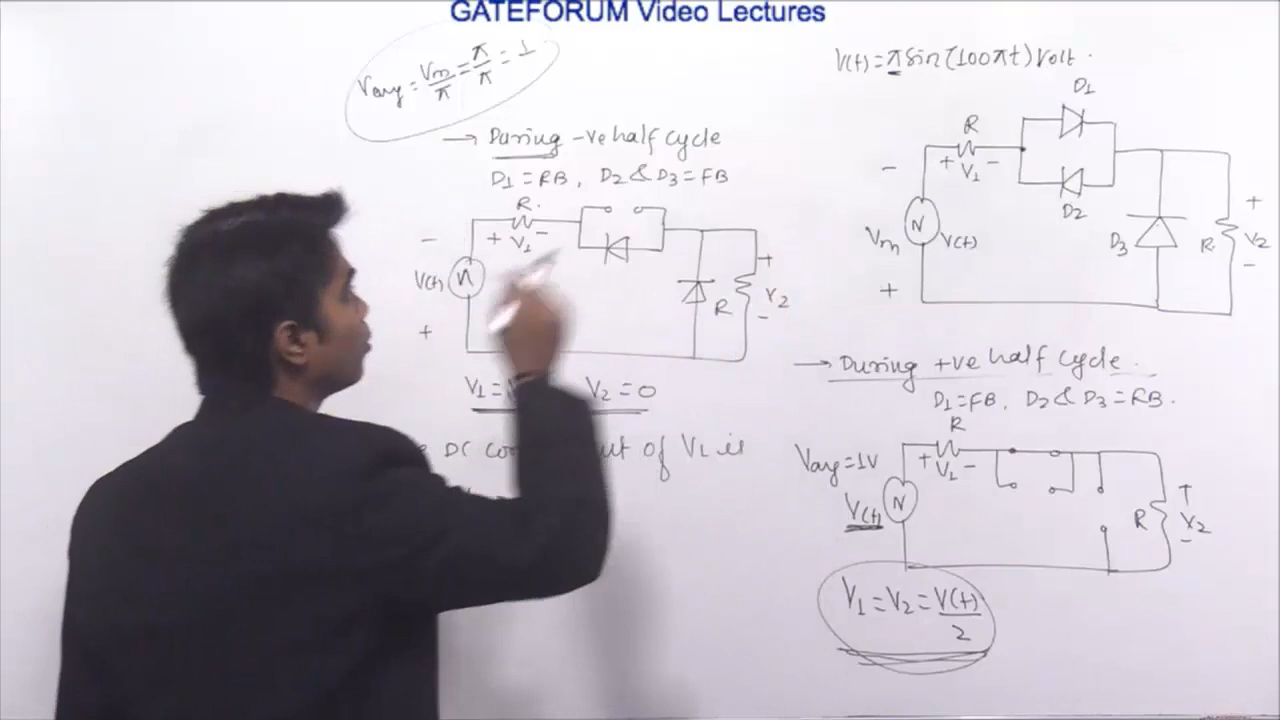 GATEFORUM Video Lectures
Vavg = Vm/π = π/π = 1
→ During -ve half cycle
D1 = RB, D2 & D3 = FB
R
+ V1 -
-
V(t)
N
+
+
R
V2
-
V1 =
V2 = 0
DC
of V1 is
V(t) = π sin(100πt) Volt.
D1
R
+ V1 -
-
D2
Vm
N
V(t)
D3
R
+
V2
-
+
→ During +ve half cycle.
D1 = FB, D2 & D3 = RB.
R
Vavg = 1V
+ V1 -
V(t)
N
R
+
V2
-
V1 = V2 = V(t)/2